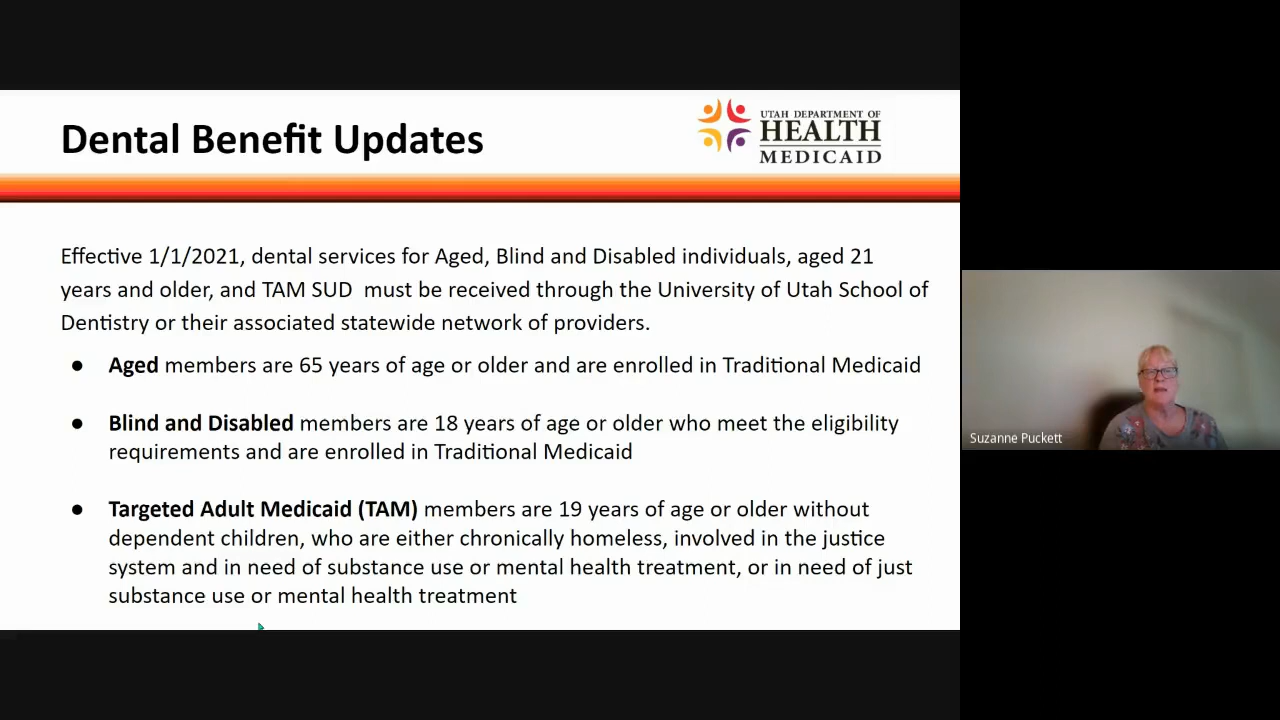 Dental Benefit Updates
UTAH DEPARTMENT OF
HEALTH
MEDICAID
Effective 1/1/2021, dental services for Aged, Blind and Disabled individuals, aged 21
years and older, and TAM SUD must be received through the University of Utah School of
Dentistry or their associated statewide network of providers.
● Aged members are 65 years of age or older and are enrolled in Traditional Medicaid
● Blind and Disabled members are 18 years of age or older who meet the eligibility
requirements and are enrolled in Traditional Medicaid
● Targeted Adult Medicaid (TAM) members are 19 years of age or older without
dependent children, who are either chronically homeless, involved in the justice
system and in need of substance use or mental health treatment, or in need of just
substance use or mental health treatment
Suzanne Puckett